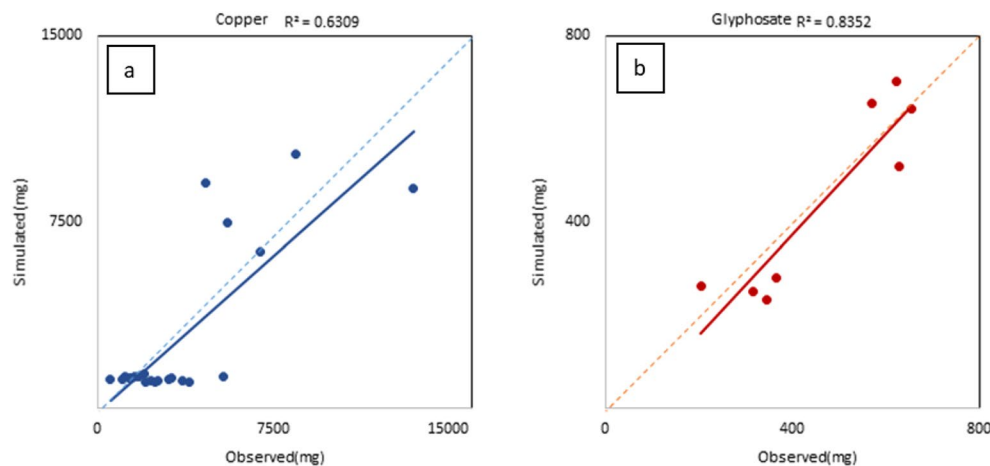 Copper R² = 0.6309
15000
a
7500
Simulated(mg)
0 7500 15000
Observed(mg)
Glyphosate R² = 0.8352
800
b
400
Simulated(mg)
0 400 800
Observed(mg)